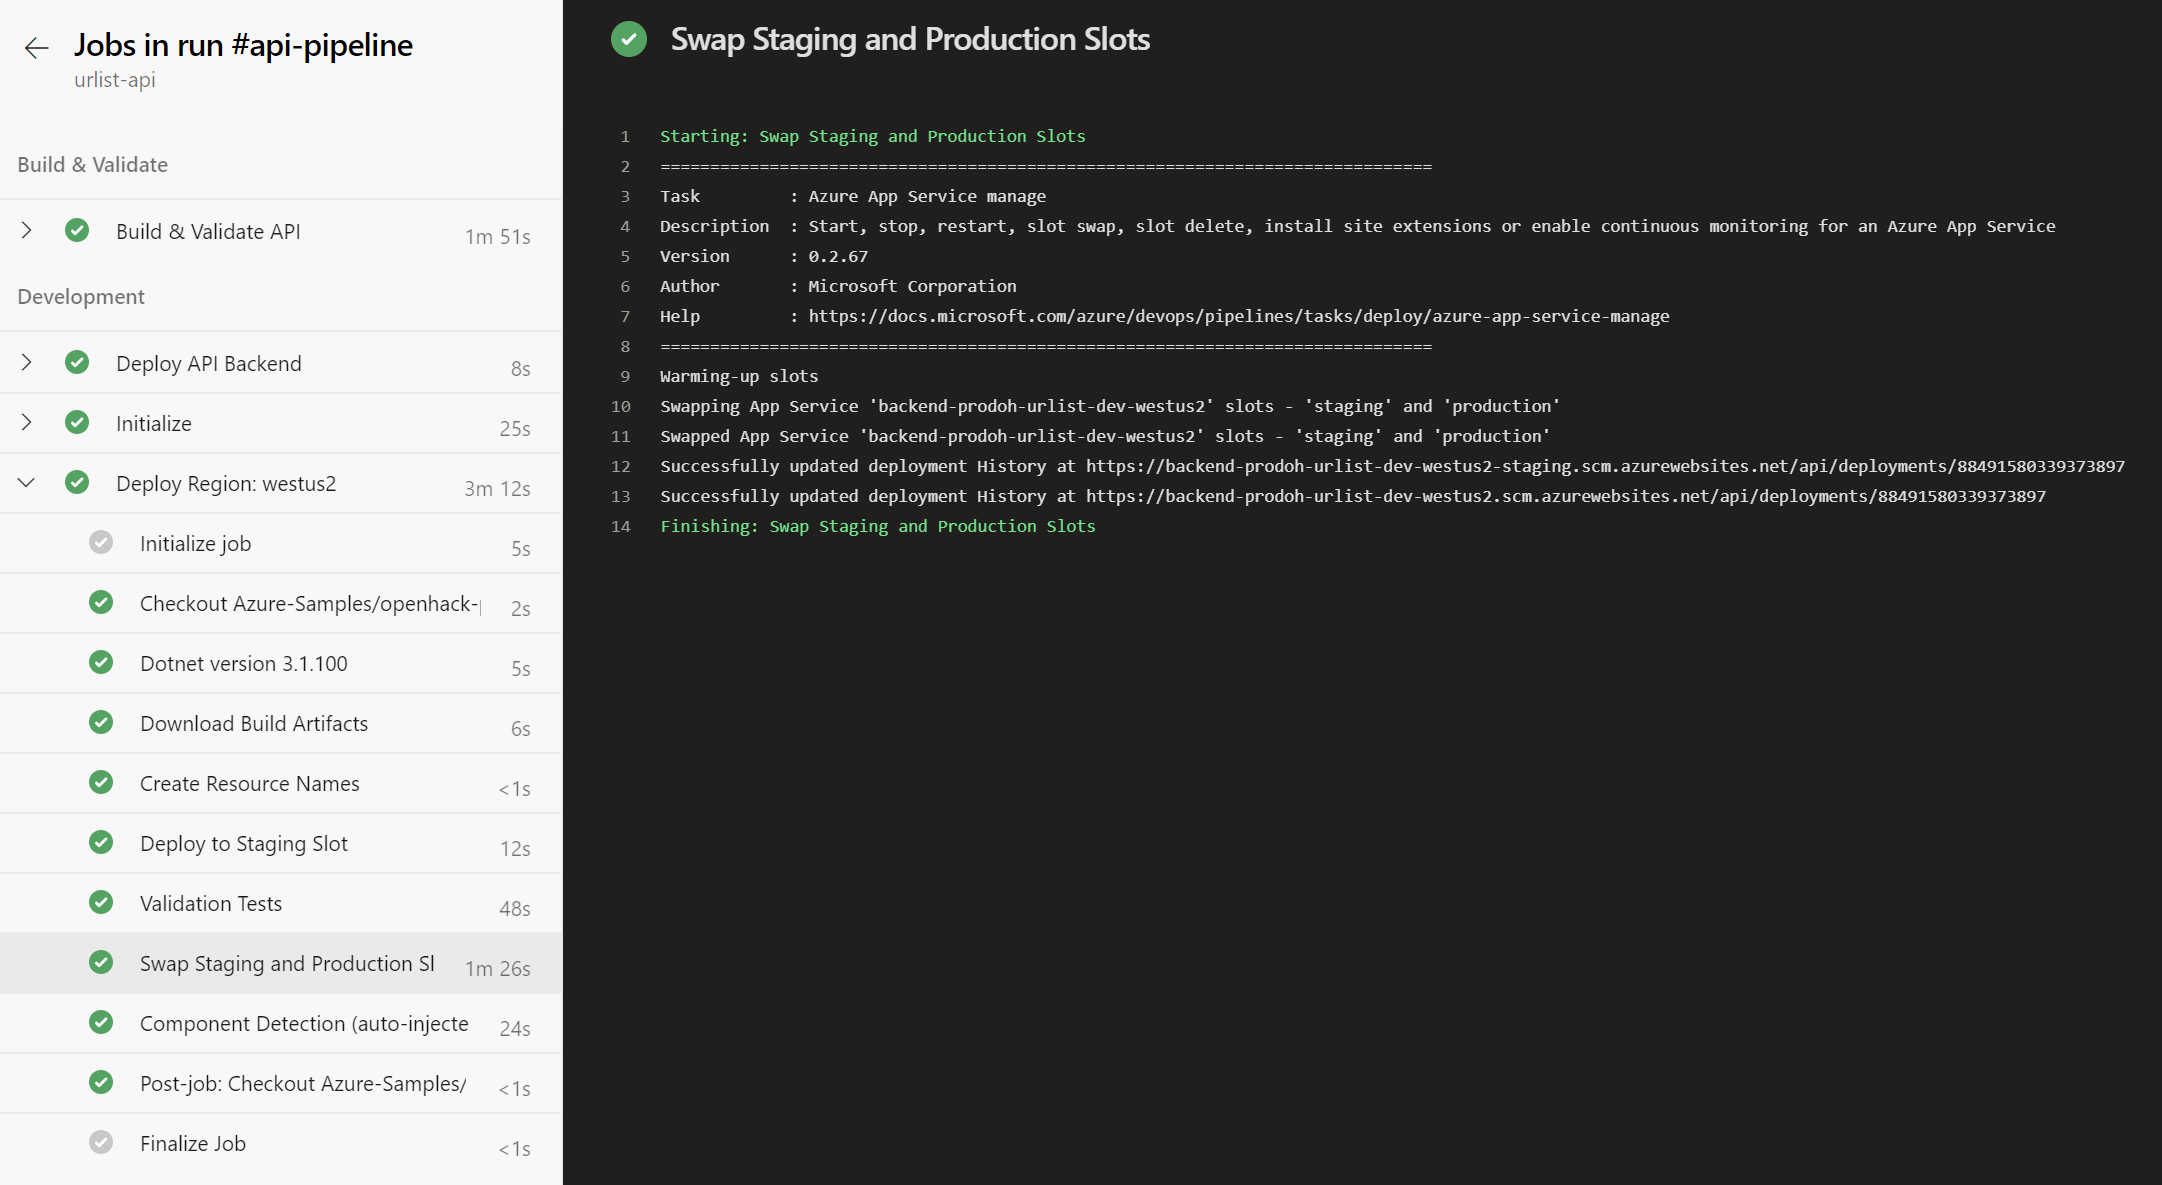 Jobs in run #api-pipeline
urlist-api
Build & Validate
Build & Validate API 1m 51s
Development
Deploy API Backend 8s
Initialize 25s
Deploy Region: westus2 3m 12s
Initialize job 5s
Checkout Azure-Samples/openhack- 2s
Dotnet version 3.1.100 5s
Download Build Artifacts 6s
Create Resource Names <1s
Deploy to Staging Slot 12s
Validation Tests 48s
Swap Staging and Production Sl 1m 26s
Component Detection (auto-injecte 24s
Post-job: Checkout Azure-Samples/ <1s
Finalize Job <1s
Swap Staging and Production Slots
1 Starting: Swap Staging and Production Slots
2 ==============================================================================
3 Task : Azure App Service manage
4 Description : Start, stop, restart, slot swap, slot delete, install site extensions or enable continuous monitoring for an Azure App Service
5 Version : 0.2.67
6 Author : Microsoft Corporation
7 Help : https://docs.microsoft.com/azure/devops/pipelines/tasks/deploy/azure-app-service-manage
8 ==============================================================================
9 Warming-up slots
10 Swapping App Service 'backend-prodoh-urlist-dev-westus2' slots - 'staging' and 'production'
11 Swapped App Service 'backend-prodoh-urlist-dev-westus2' slots - 'staging' and 'production'
12 Successfully updated deployment History at https://backend-prodoh-urlist-dev-westus2-staging.scm.azurewebsites.net/api/deployments/88491580339373897
13 Successfully updated deployment History at https://backend-prodoh-urlist-dev-westus2.scm.azurewebsites.net/api/deployments/88491580339373897
14 Finishing: Swap Staging and Production Slots